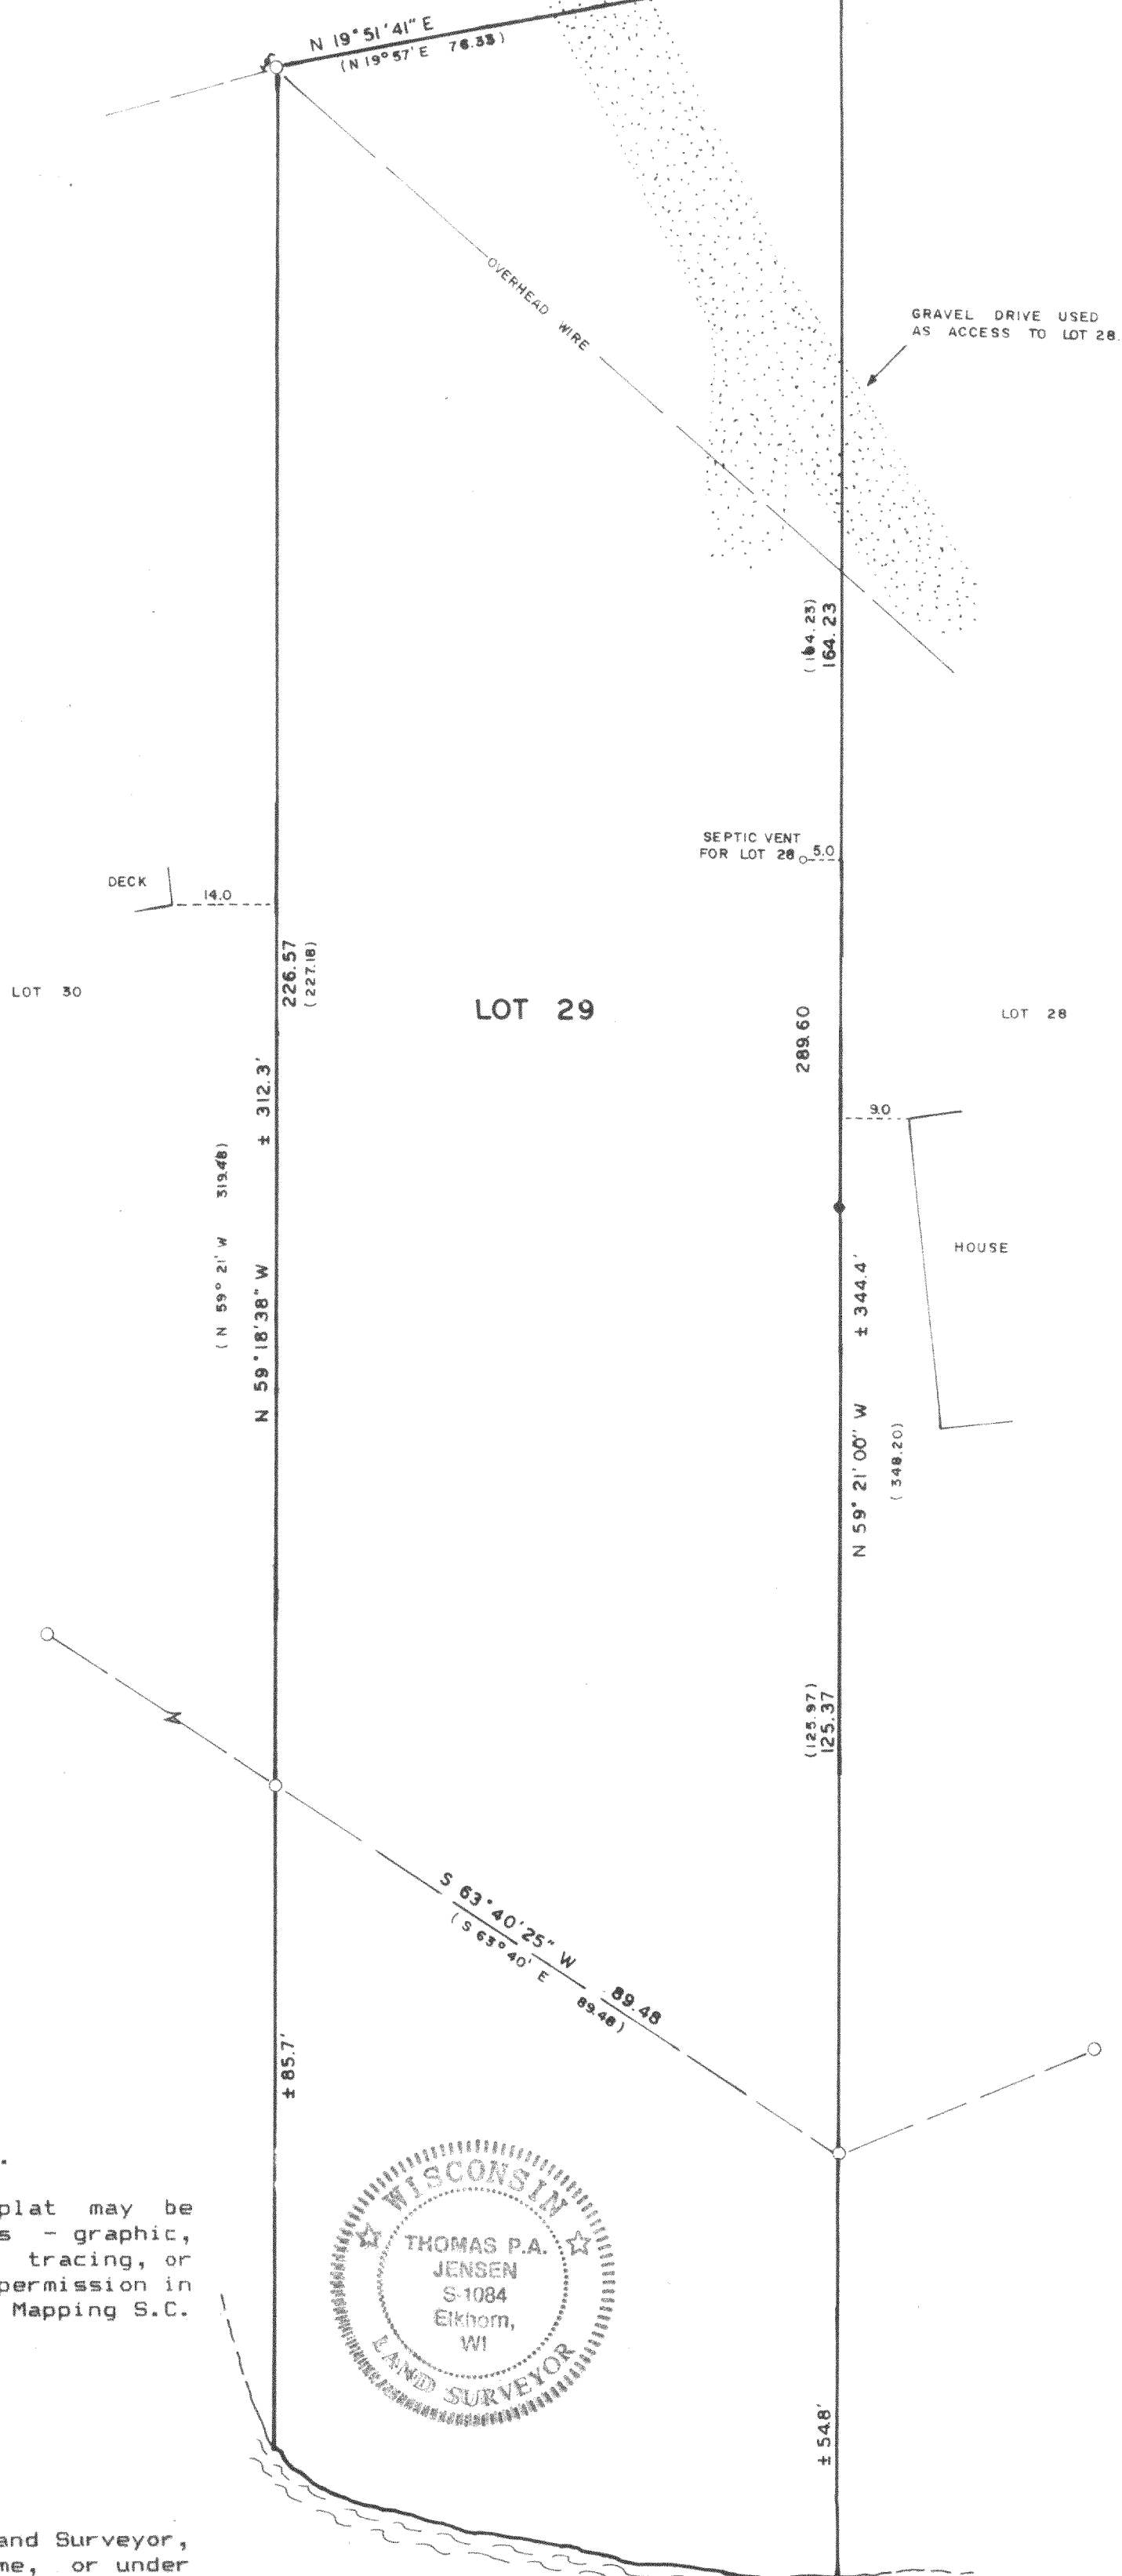 N 19°51'41" E
(N 19°57' E 76.33)
OVERHEAD WIRE
GRAVEL DRIVE USED
AS ACCESS TO LOT 28.
(164.23)
164.23
SEPTIC VENT
FOR LOT 28
5.0
DECK
14.0
226.57
(227.18)
LOT 30
LOT 29
LOT 28
289.60
± 312.3'
9.0
(N 59° 21' W 319.48)
N 59°18'38" W
HOUSE
± 344.4'
N 59° 21' 00" W
(348.20)
(125.97)
125.37
S 63°40'25" W 89.48
(S 63°40' E 89.48)
± 85.7'
WISCONSIN
THOMAS P.A.
JENSEN
S-1084
Elkhorn,
WI
LAND SURVEYOR
± 54.8'
plat may be
s - graphic,
tracing, or
permission in
Mapping S.C.
and Surveyor,
me, or under